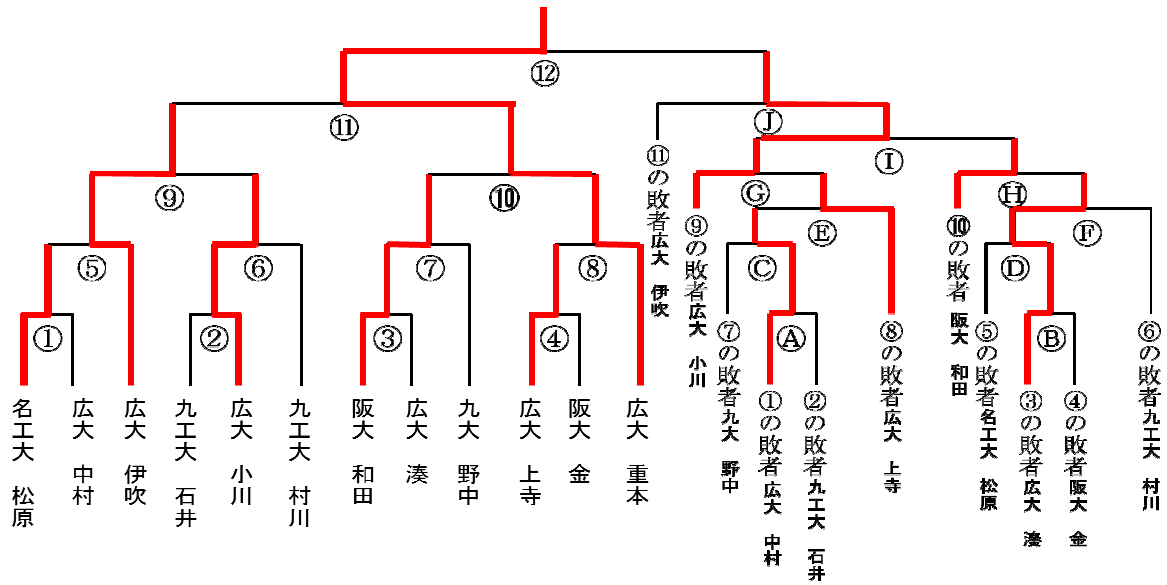 ⑫
⑪
Ⓙ
Ⓘ
⑨
⑩
Ⓖ
Ⓗ
⑤
⑥
⑦
⑧
Ⓒ
Ⓔ
Ⓓ
Ⓕ
①
②
③
④
Ⓐ
Ⓑ
名工大 松原
広大 中村
広大 伊吹
九工大 石井
広大 小川
九工大 村川
阪大 和田
広大 湊
九大 野中
広大 上寺
阪大 金
広大 重本
⑪の敗者広大 伊吹
⑨の敗者広大 小川
⑦の敗者九大 野中
①の敗者広大 中村
②の敗者九工大 石井
⑧の敗者広大 上寺
⑩の敗者 阪大 和田
⑤の敗者名工大 松原
③の敗者広大 湊
④の敗者阪大 金
⑥の敗者九工大 村川